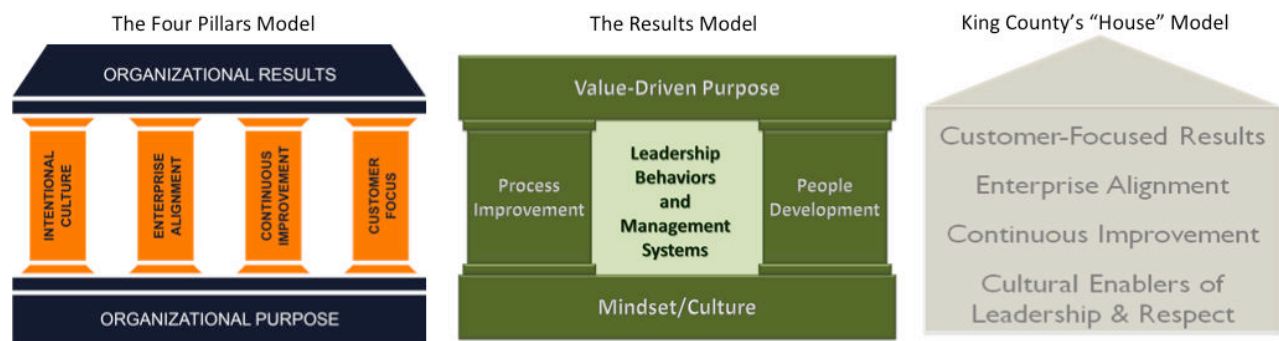 The Four Pillars Model
ORGANIZATIONAL RESULTS
INTENTIONAL
CULTURE
ENTERPRISE
ALIGNMENT
CONTINUOUS
IMPROVEMENT
CUSTOMER
FOCUS
ORGANIZATIONAL PURPOSE
The Results Model
Value-Driven Purpose
Process
Improvement
Leadership
Behaviors
and
Management
Systems
People
Development
Mindset/Culture
King County’s “House” Model
Customer-Focused Results
Enterprise Alignment
Continuous Improvement
Cultural Enablers of
Leadership & Respect